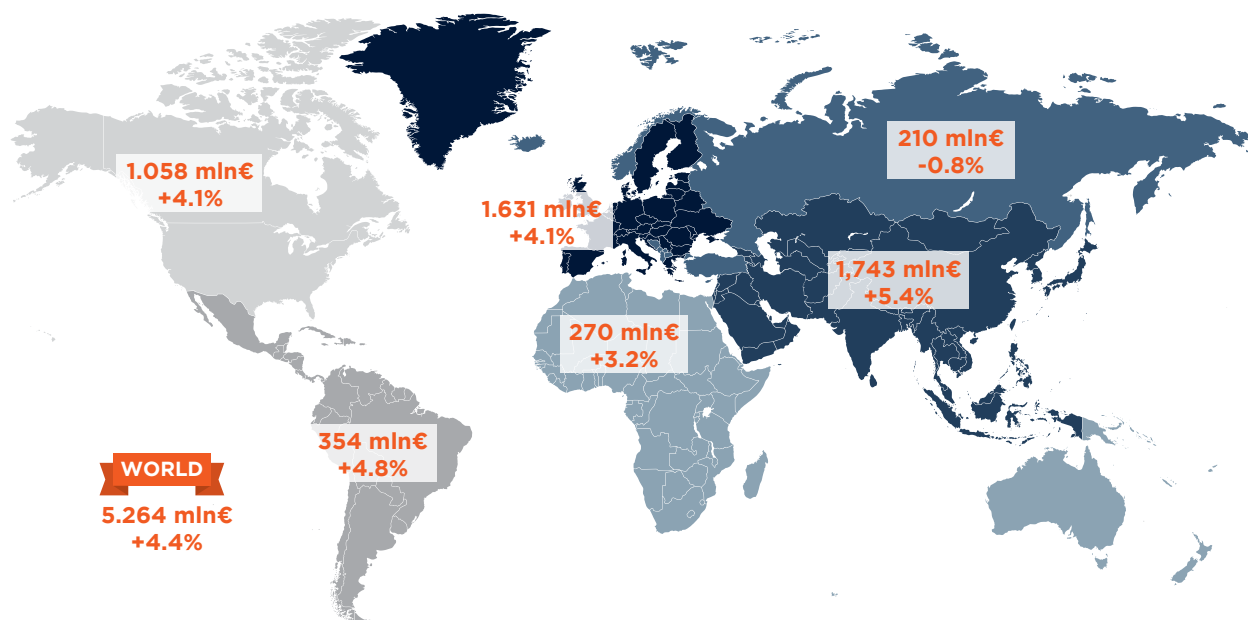 210 mln€
-0.8%
1.058 mln€
+4.1%
1.631 mln€
+4.1%
1,743 mln€
+5.4%
270 mln€
+3.2%
354 mln€
+4.8%
WORLD
5.264 mln€
+4.4%